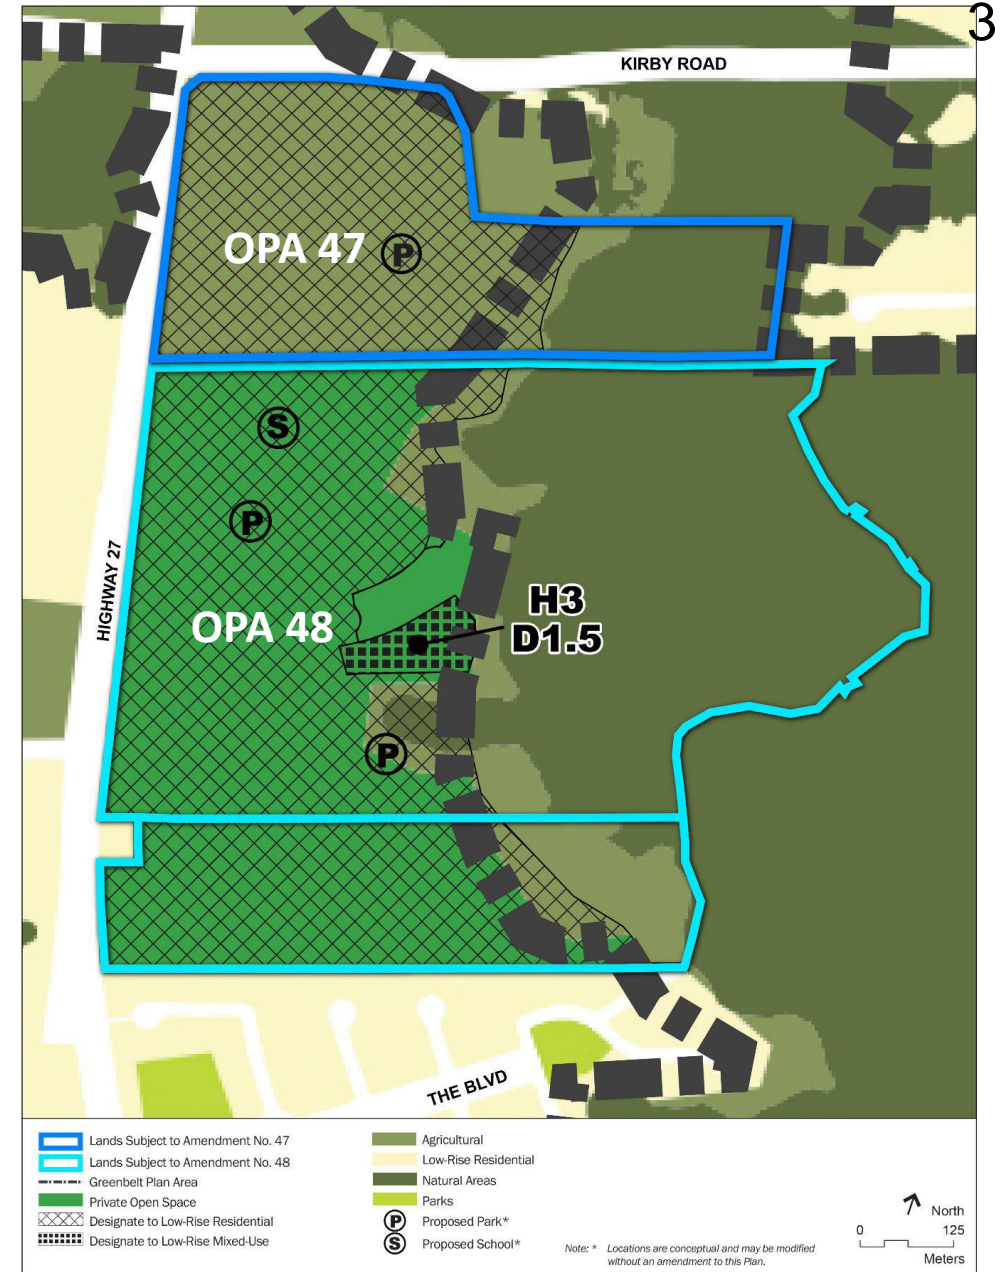 3
KIRBY ROAD
OPA 47
P
S
P
HIGHWAY 27
OPA 48
H3
D1.5
P
THE BLVD
Lands Subject to Amendment No. 47
Lands Subject to Amendment No. 48
Greenbelt Plan Area
Private Open Space
Designate to Low-Rise Residential
Designate to Low-Rise Mixed-Use
Agricultural
Low-Rise Residential
Natural Areas
Parks
P Proposed Park*
S Proposed School*
Note: * Locations are conceptual and may be modified
without an amendment to this Plan.
North
0 125
Meters